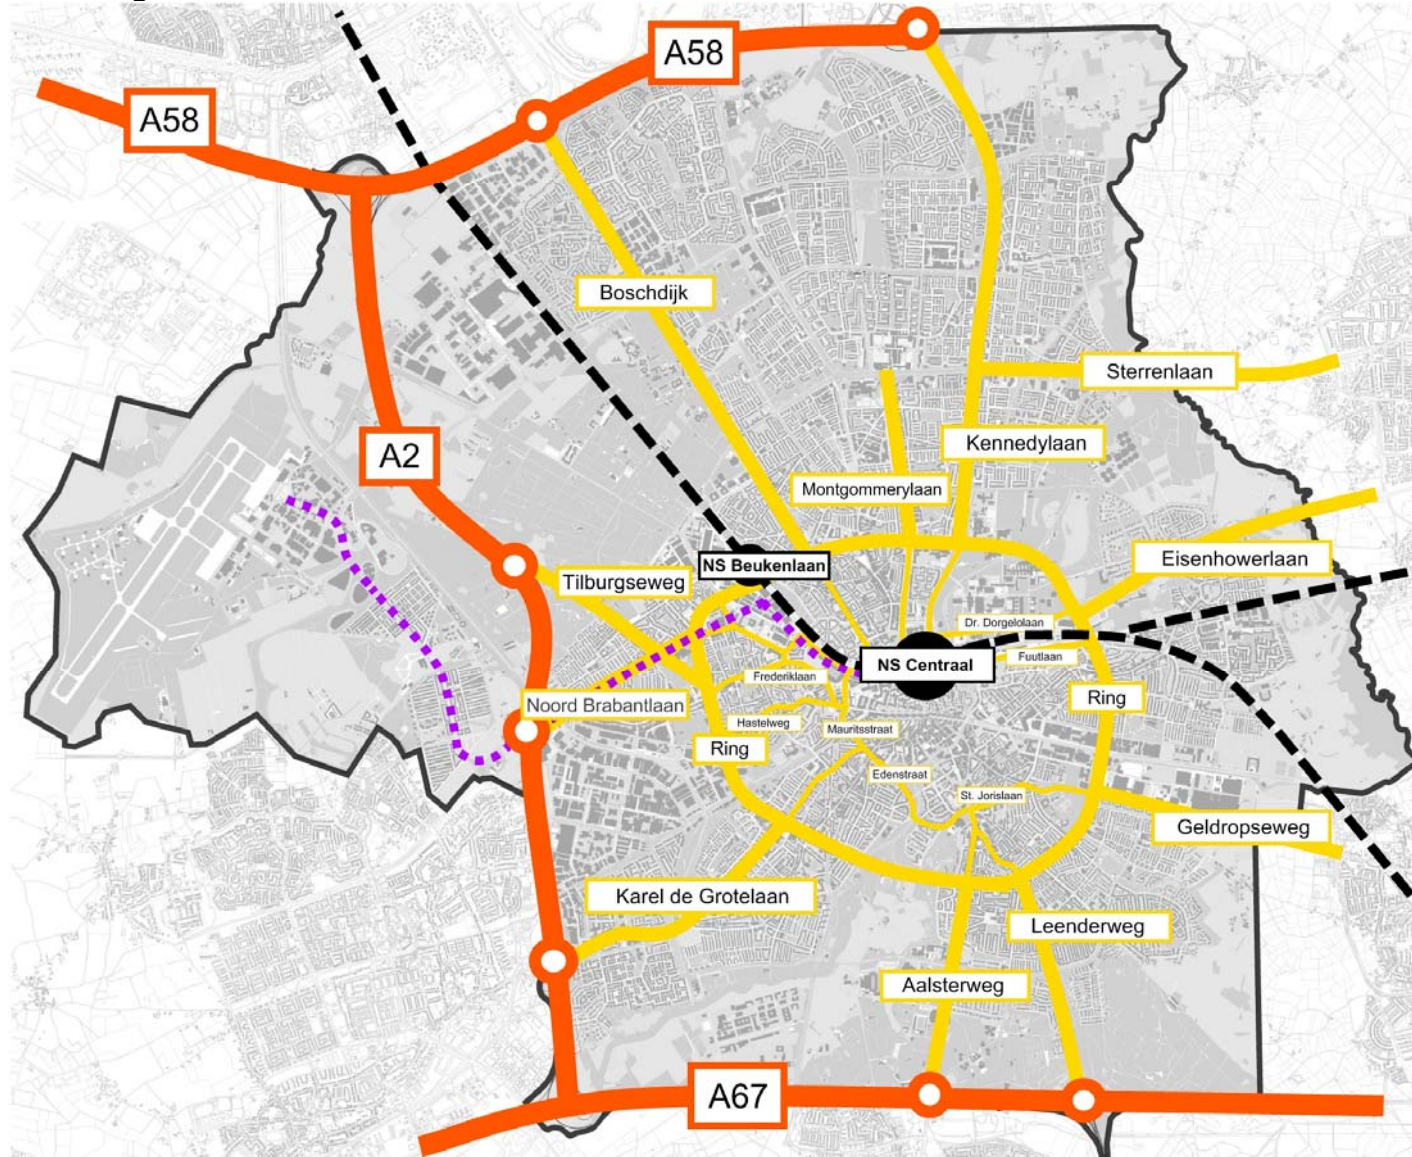 A58
A58
Boschdijk
Sterrenlaan
A2
Kennedylaan
Montgommerylaan
Eisenhowerlaan
NS Beukenlaan
Tilburgseweg
Dr. Dorgelolaan
Fuutlaan
NS Centraal
Frederiklaan
Noord Brabantlaan
Ring
Hastelweg
Mauritsstraat
Ring
Edenstraat
St. Jorislaan
Geldropseweg
Karel de Grotelaan
Leenderweg
Aalsterweg
A67